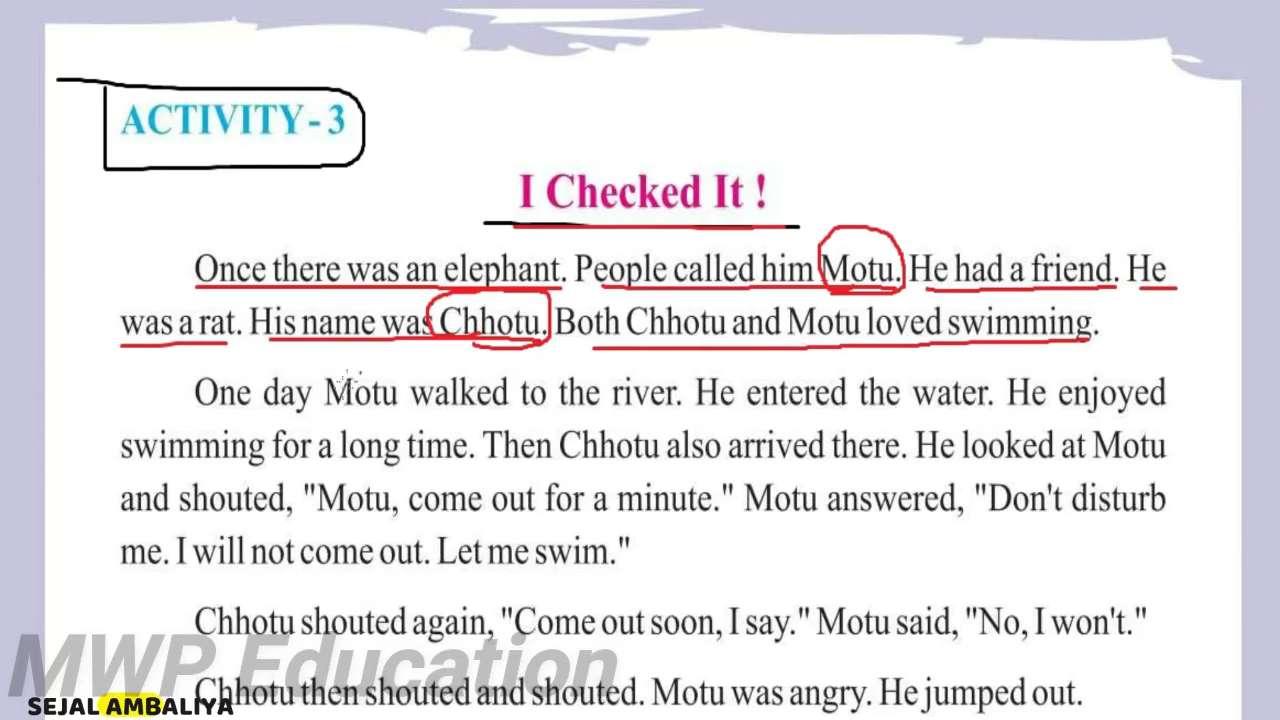 ACTIVITY - 3
I Checked It !
Once there was an elephant. People called him Motu. He had a friend. He
was a rat. His name was Chhotu. Both Chhotu and Motu loved swimming.
One day Motu walked to the river. He entered the water. He enjoyed
swimming for a long time. Then Chhotu also arrived there. He looked at Motu
and shouted, "Motu, come out for a minute." Motu answered, "Don't disturb
me. I will not come out. Let me swim."
Chhotu shouted again, "Come out soon, I say." Motu said, "No, I won't."
MWP Education
Chhotu then shouted and shouted. Motu was angry. He jumped out.
SEJAL AMBALIYA